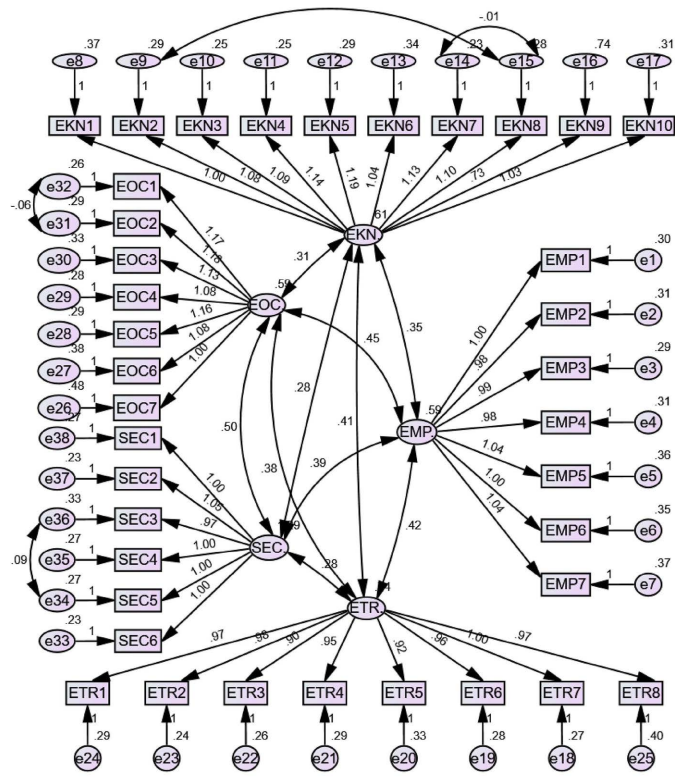 -.01
.37 .29 .25 .25 .29 .34 .23 .28 .74 .31
e8 e9 e10 e11 e12 e13 e14 e15 e16 e17
1 1 1 1 1 1 1 1 1 1
EKN1 EKN2 EKN3 EKN4 EKN5 EKN6 EKN7 EKN8 EKN9 EKN10
1.00 1.08 1.09 1.14 1.19 1.04 1.13 1.10 .73 1.03
.61
EKN
.26
e32 1 EOC1
-.06
.29
e31 1 EOC2
.33
e30 1 EOC3
.28
e29 1 EOC4
.29
e28 1 EOC5
.38
e27 1 EOC6
.48
e26 1 EOC7
1.17
1.18
1.13
1.08
1.16
1.08
1.00
.59
EOC
.31
.45
.35
.28
.41
.50
.38
.39
.42
.28
.59
EMP
1.00
.98
.99
.98
1.04
1.00
1.04
.30
EMP1 1 e1
.31
EMP2 1 e2
.29
EMP3 1 e3
.31
EMP4 1 e4
.36
EMP5 1 e5
.35
EMP6 1 e6
.37
EMP7 1 e7
.27
e38 1 SEC1
.23
e37 1 SEC2
.33
e36 1 SEC3
.09
.27
e35 1 SEC4
.27
e34 1 SEC5
.23
e33 1 SEC6
1.00
1.05
.97
1.00
1.00
1.00
SEC
ETR
.97 .98 .90 .95 .92 .96 1.00 .97
ETR1 ETR2 ETR3 ETR4 ETR5 ETR6 ETR7 ETR8
1 1 1 1 1 1 1 1
.29 .24 .26 .29 .33 .28 .27 .40
e24 e23 e22 e21 e20 e19 e18 e25